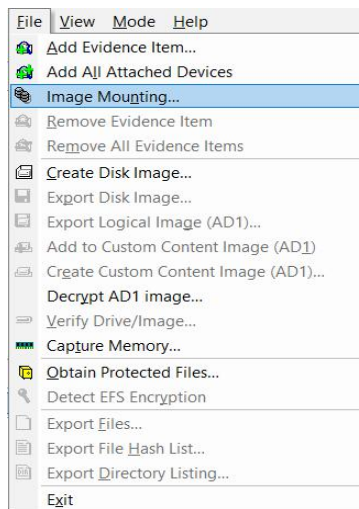 File View Mode Help
Add Evidence Item...
Add All Attached Devices
Image Mounting...
Remove Evidence Item
Remove All Evidence Items
Create Disk Image...
Export Disk Image...
Export Logical Image (AD1)...
Add to Custom Content Image (AD1)
Create Custom Content Image (AD1)...
Decrypt AD1 image...
Verify Drive/Image...
Capture Memory...
Obtain Protected Files...
Detect EFS Encryption
Export Files...
Export File Hash List...
Export Directory Listing...
Exit